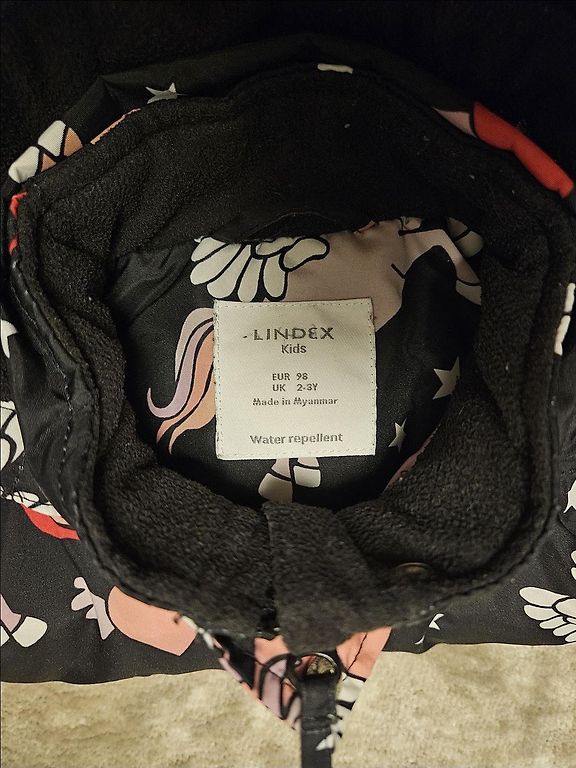 LINDEX
Kids
EUR 98
UK 2-3Y
Made in Myanmar
Water repellent